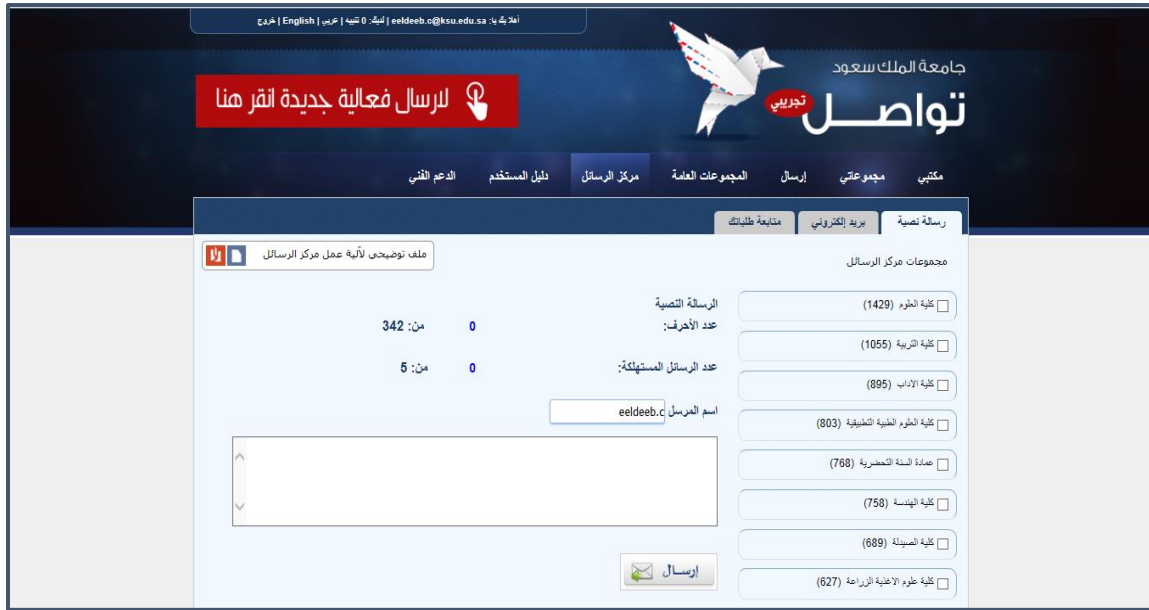 أهلا بك يا: eeldeeb.c@ksu.edu.sa | لديك: 0 تنبيه | عربي | English | خروج
جامعة الملك سعود
تواصل
تجريبي
لارسال فعالية جديدة انقر هنا
مكتبي
مجموعاتي
إرسال
المجموعات العامة
مركز الرسائل
دليل المستخدم
الدعم الفني
رسالة نصية
بريد إلكتروني
متابعة طلباتك
ملف توضيحي لآلية عمل مركز الرسائل
مجموعات مركز الرسائل
كلية العلوم (1429)
كلية التربية (1055)
كلية الاداب (895)
كلية العلوم الطبية التطبيقية (803)
عمادة السنة التحضرية (768)
كلية الهندسة (758)
كلية الصيدلة (689)
كلية علوم الاغذية الزراعة (627)
الرسالة النصية
عدد الأحرف: 0 من: 342
عدد الرسائل المستهلكة: 0 من: 5
اسم المرسل eeldeeb.c
إرسال